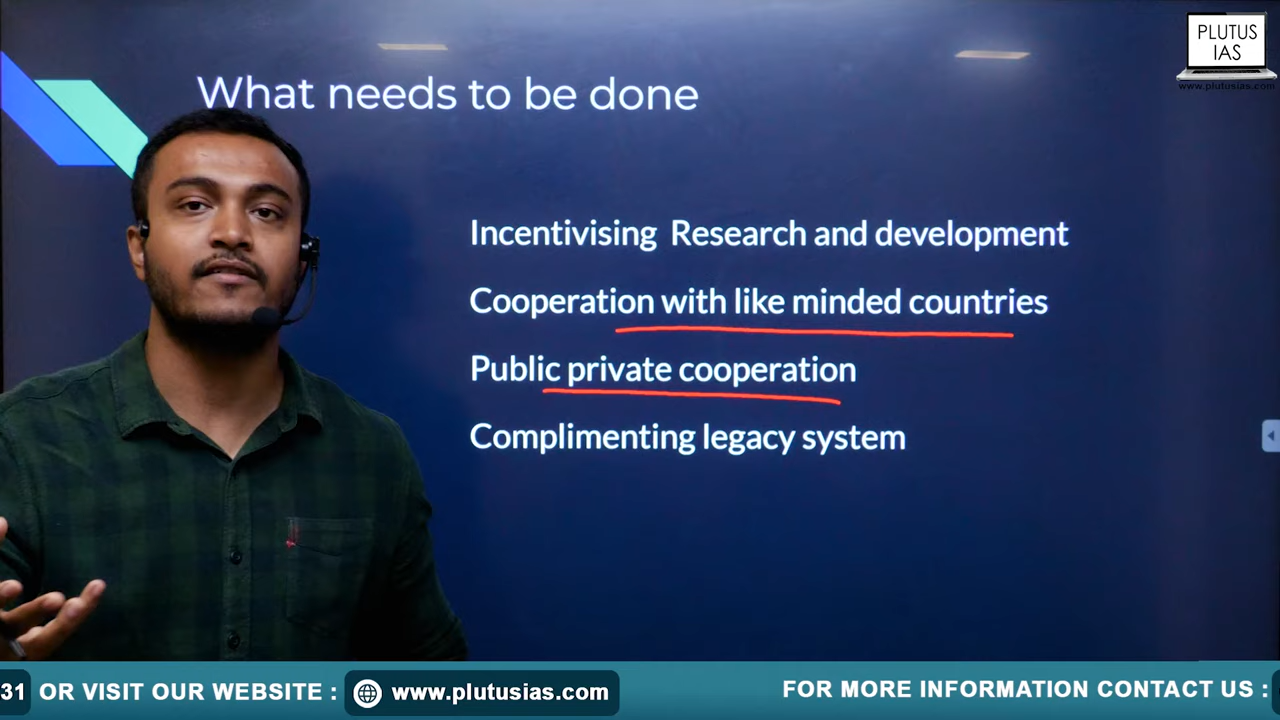 PLUTUS
IAS
www.plutusias.com
What needs to be done
Incentivising Research and development
Cooperation with like minded countries
Public private cooperation
Complimenting legacy system
31 OR VISIT OUR WEBSITE : www.plutusias.com FOR MORE INFORMATION CONTACT US :